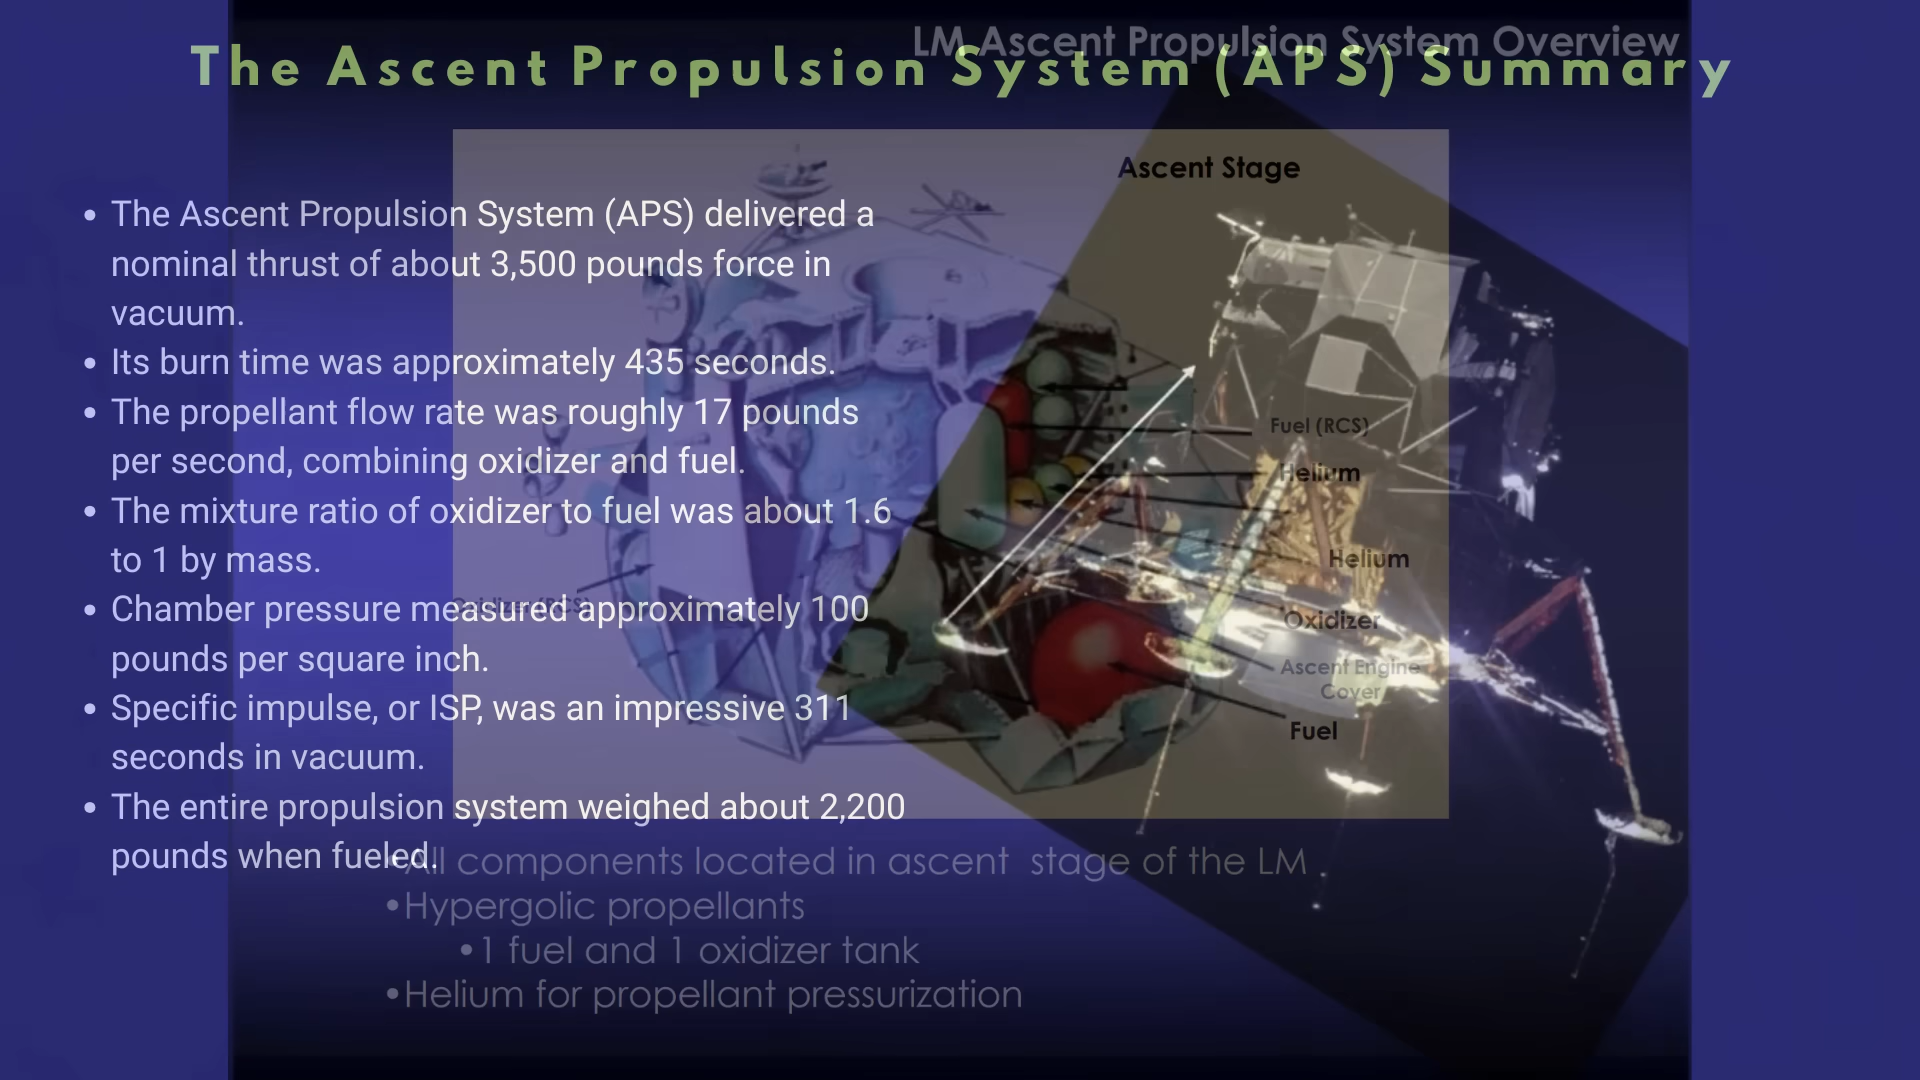 LM Ascent Propulsion System Overview
The Ascent Propulsion System (APS) Summary
Ascent Stage
• The Ascent Propulsion System (APS) delivered a
nominal thrust of about 3,500 pounds force in
vacuum.
• Its burn time was approximately 435 seconds.
• The propellant flow rate was roughly 17 pounds
per second, combining oxidizer and fuel.
• The mixture ratio of oxidizer to fuel was about 1.6
to 1 by mass.
• Chamber pressure measured approximately 100
pounds per square inch.
• Specific impulse, or ISP, was an impressive 311
seconds in vacuum.
• The entire propulsion system weighed about 2,200
pounds when fueled.
Fuel (RCS)
Helium
Helium
Oxidizer (RCS)
Oxidizer
Ascent Engine
Cover
Fuel
•All components located in ascent stage of the LM
•Hypergolic propellants
•1 fuel and 1 oxidizer tank
•Helium for propellant pressurization